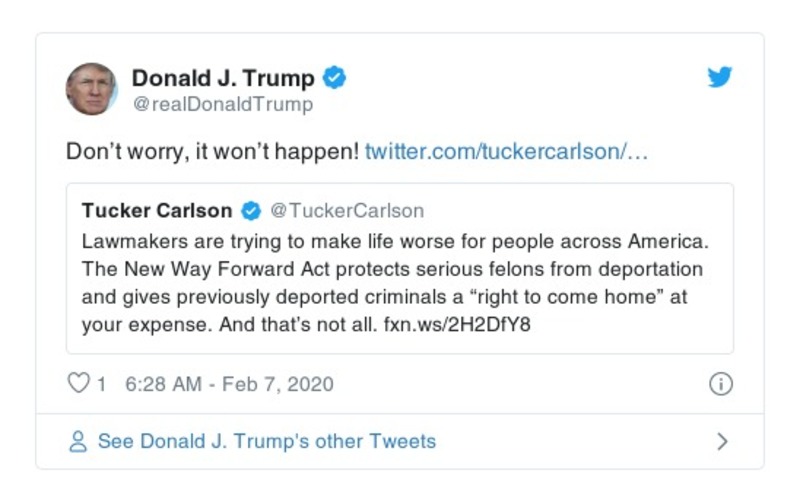 Donald J. Trump
@realDonaldTrump
Don’t worry, it won’t happen! twitter.com/tuckercarlson/…
Tucker Carlson @TuckerCarlson
Lawmakers are trying to make life worse for people across America.
The New Way Forward Act protects serious felons from deportation
and gives previously deported criminals a “right to come home” at
your expense. And that’s not all. fxn.ws/2H2DfY8
1 6:28 AM - Feb 7, 2020
See Donald J. Trump's other Tweets